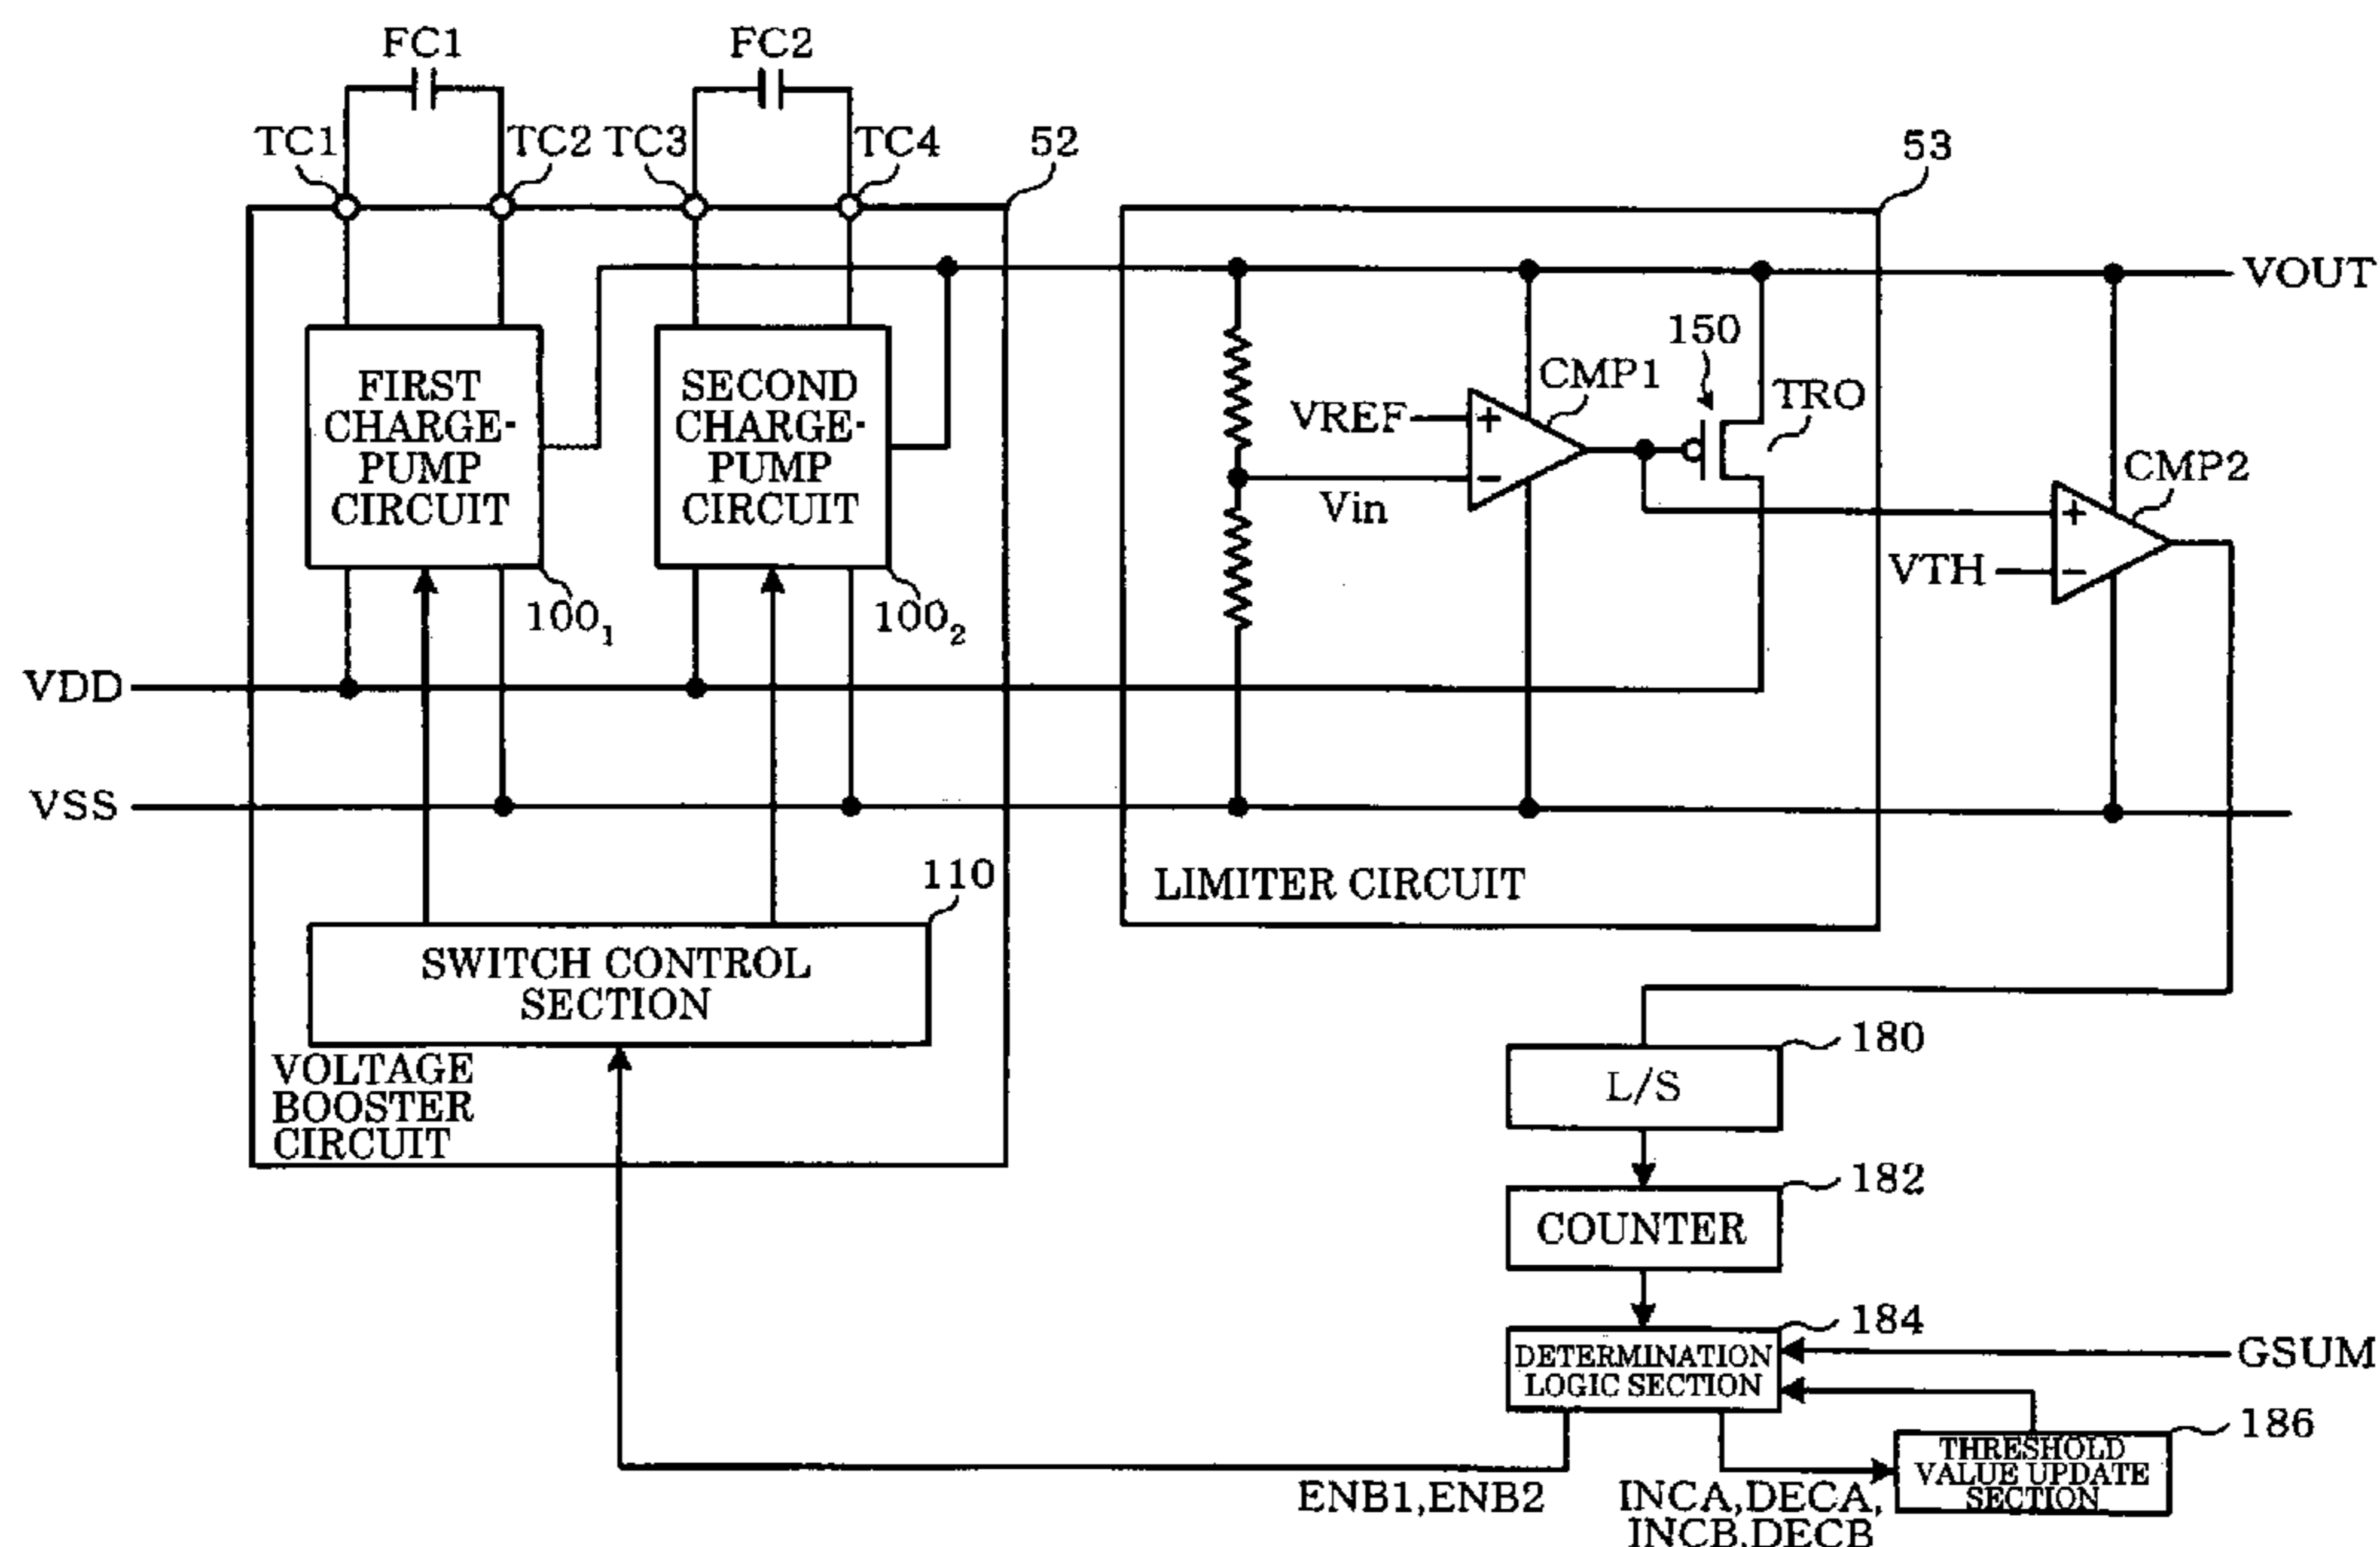 FC1
FC2
TC1
TC2
TC3
TC4
52
53
VOUT
FIRST
CHARGE-
PUMP
CIRCUIT
SECOND
CHARGE-
PUMP
CIRCUIT
150
CMP1
TRO
VREF
+
-
Vin
CMP2
VTH
+
-
100₁
100₂
VDD
VSS
110
LIMITER CIRCUIT
SWITCH CONTROL
SECTION
VOLTAGE
BOOSTER
CIRCUIT
180
L/S
182
COUNTER
184
DETERMINATION
LOGIC SECTION
GSUM
186
THRESHOLD
VALUE UPDATE
SECTION
ENB1,ENB2
INCA,DECA,
INCB,DECB